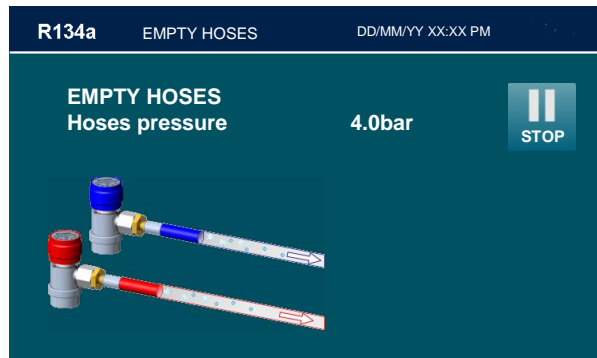 R134a EMPTY HOSES DD/MM/YY XX:XX PM
EMPTY HOSES
Hoses pressure 4.0bar
STOP